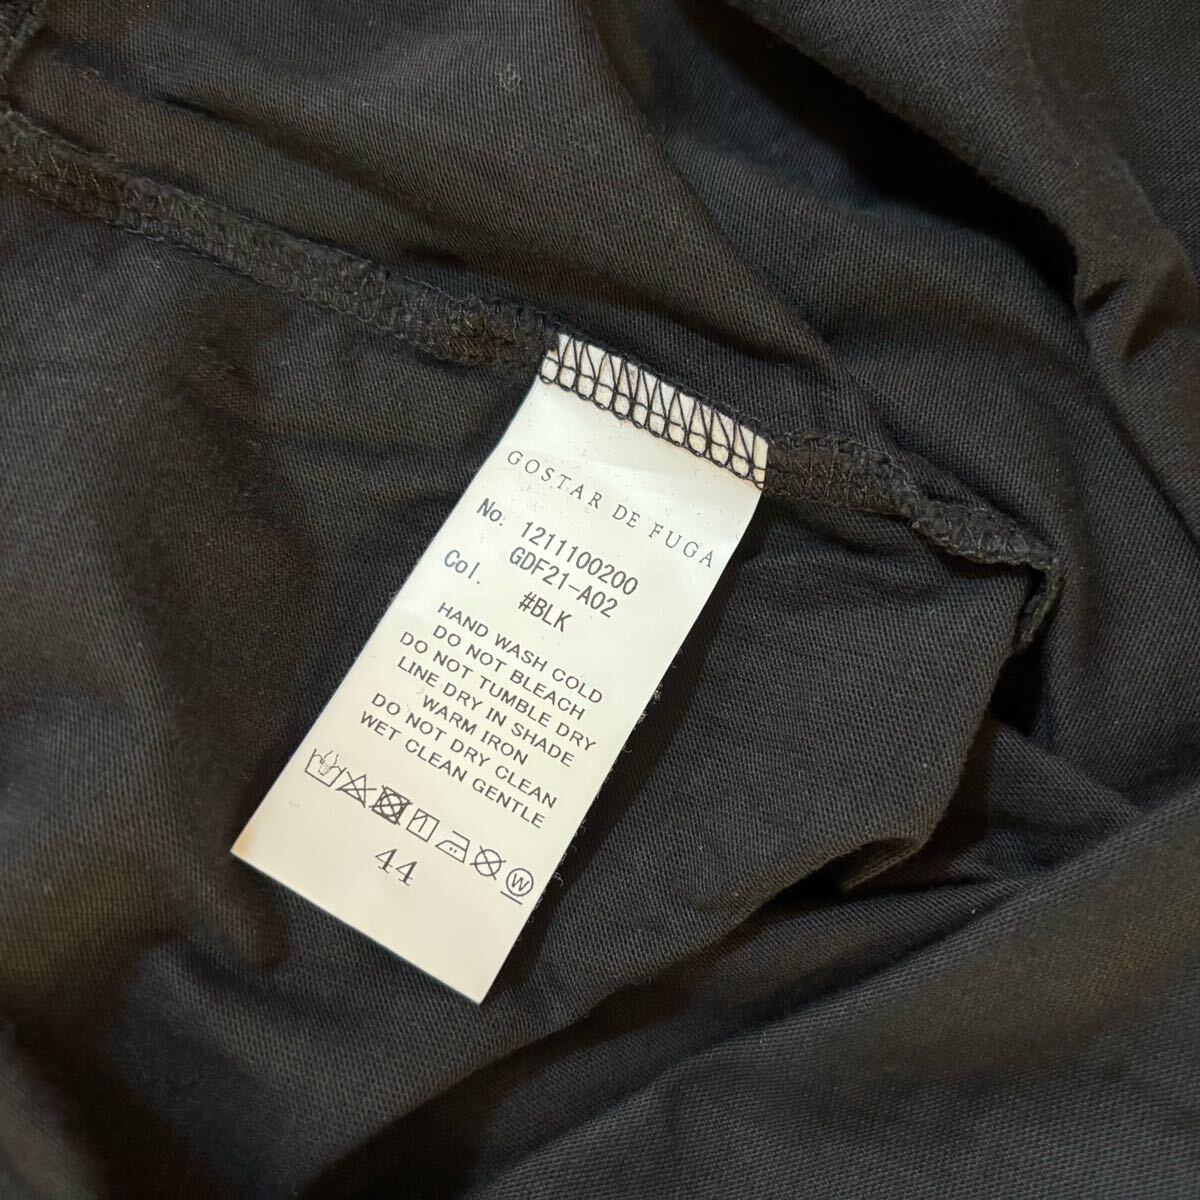 GOSTAR DE FUGA
No. 1211100200
GDF21-A02
Col. #BLK
HAND WASH COLD
DO NOT BLEACH
DO NOT TUMBLE DRY
LINE DRY IN SHADE
WARM IRON
DO NOT DRY CLEAN
WET CLEAN GENTLE
W
44